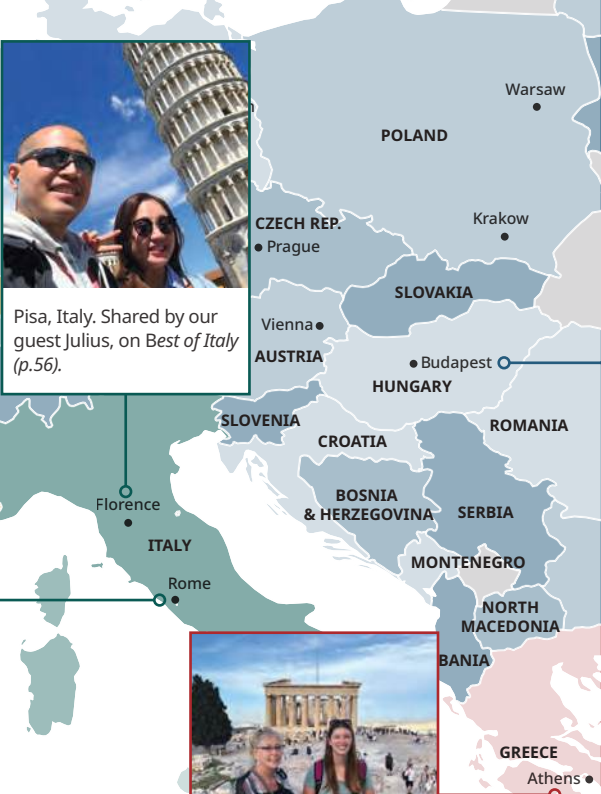 Warsaw
POLAND
Krakow
CZECH REP.
Prague
SLOVAKIA
Pisa, Italy. Shared by our
guest Julius, on Best of Italy
(p.56).
Vienna
AUSTRIA
Budapest
HUNGARY
SLOVENIA
ROMANIA
CROATIA
BOSNIA
& HERZEGOVINA
SERBIA
Florence
ITALY
MONTENEGRO
Rome
NORTH
MACEDONIA
BANIA
GREECE
Athens